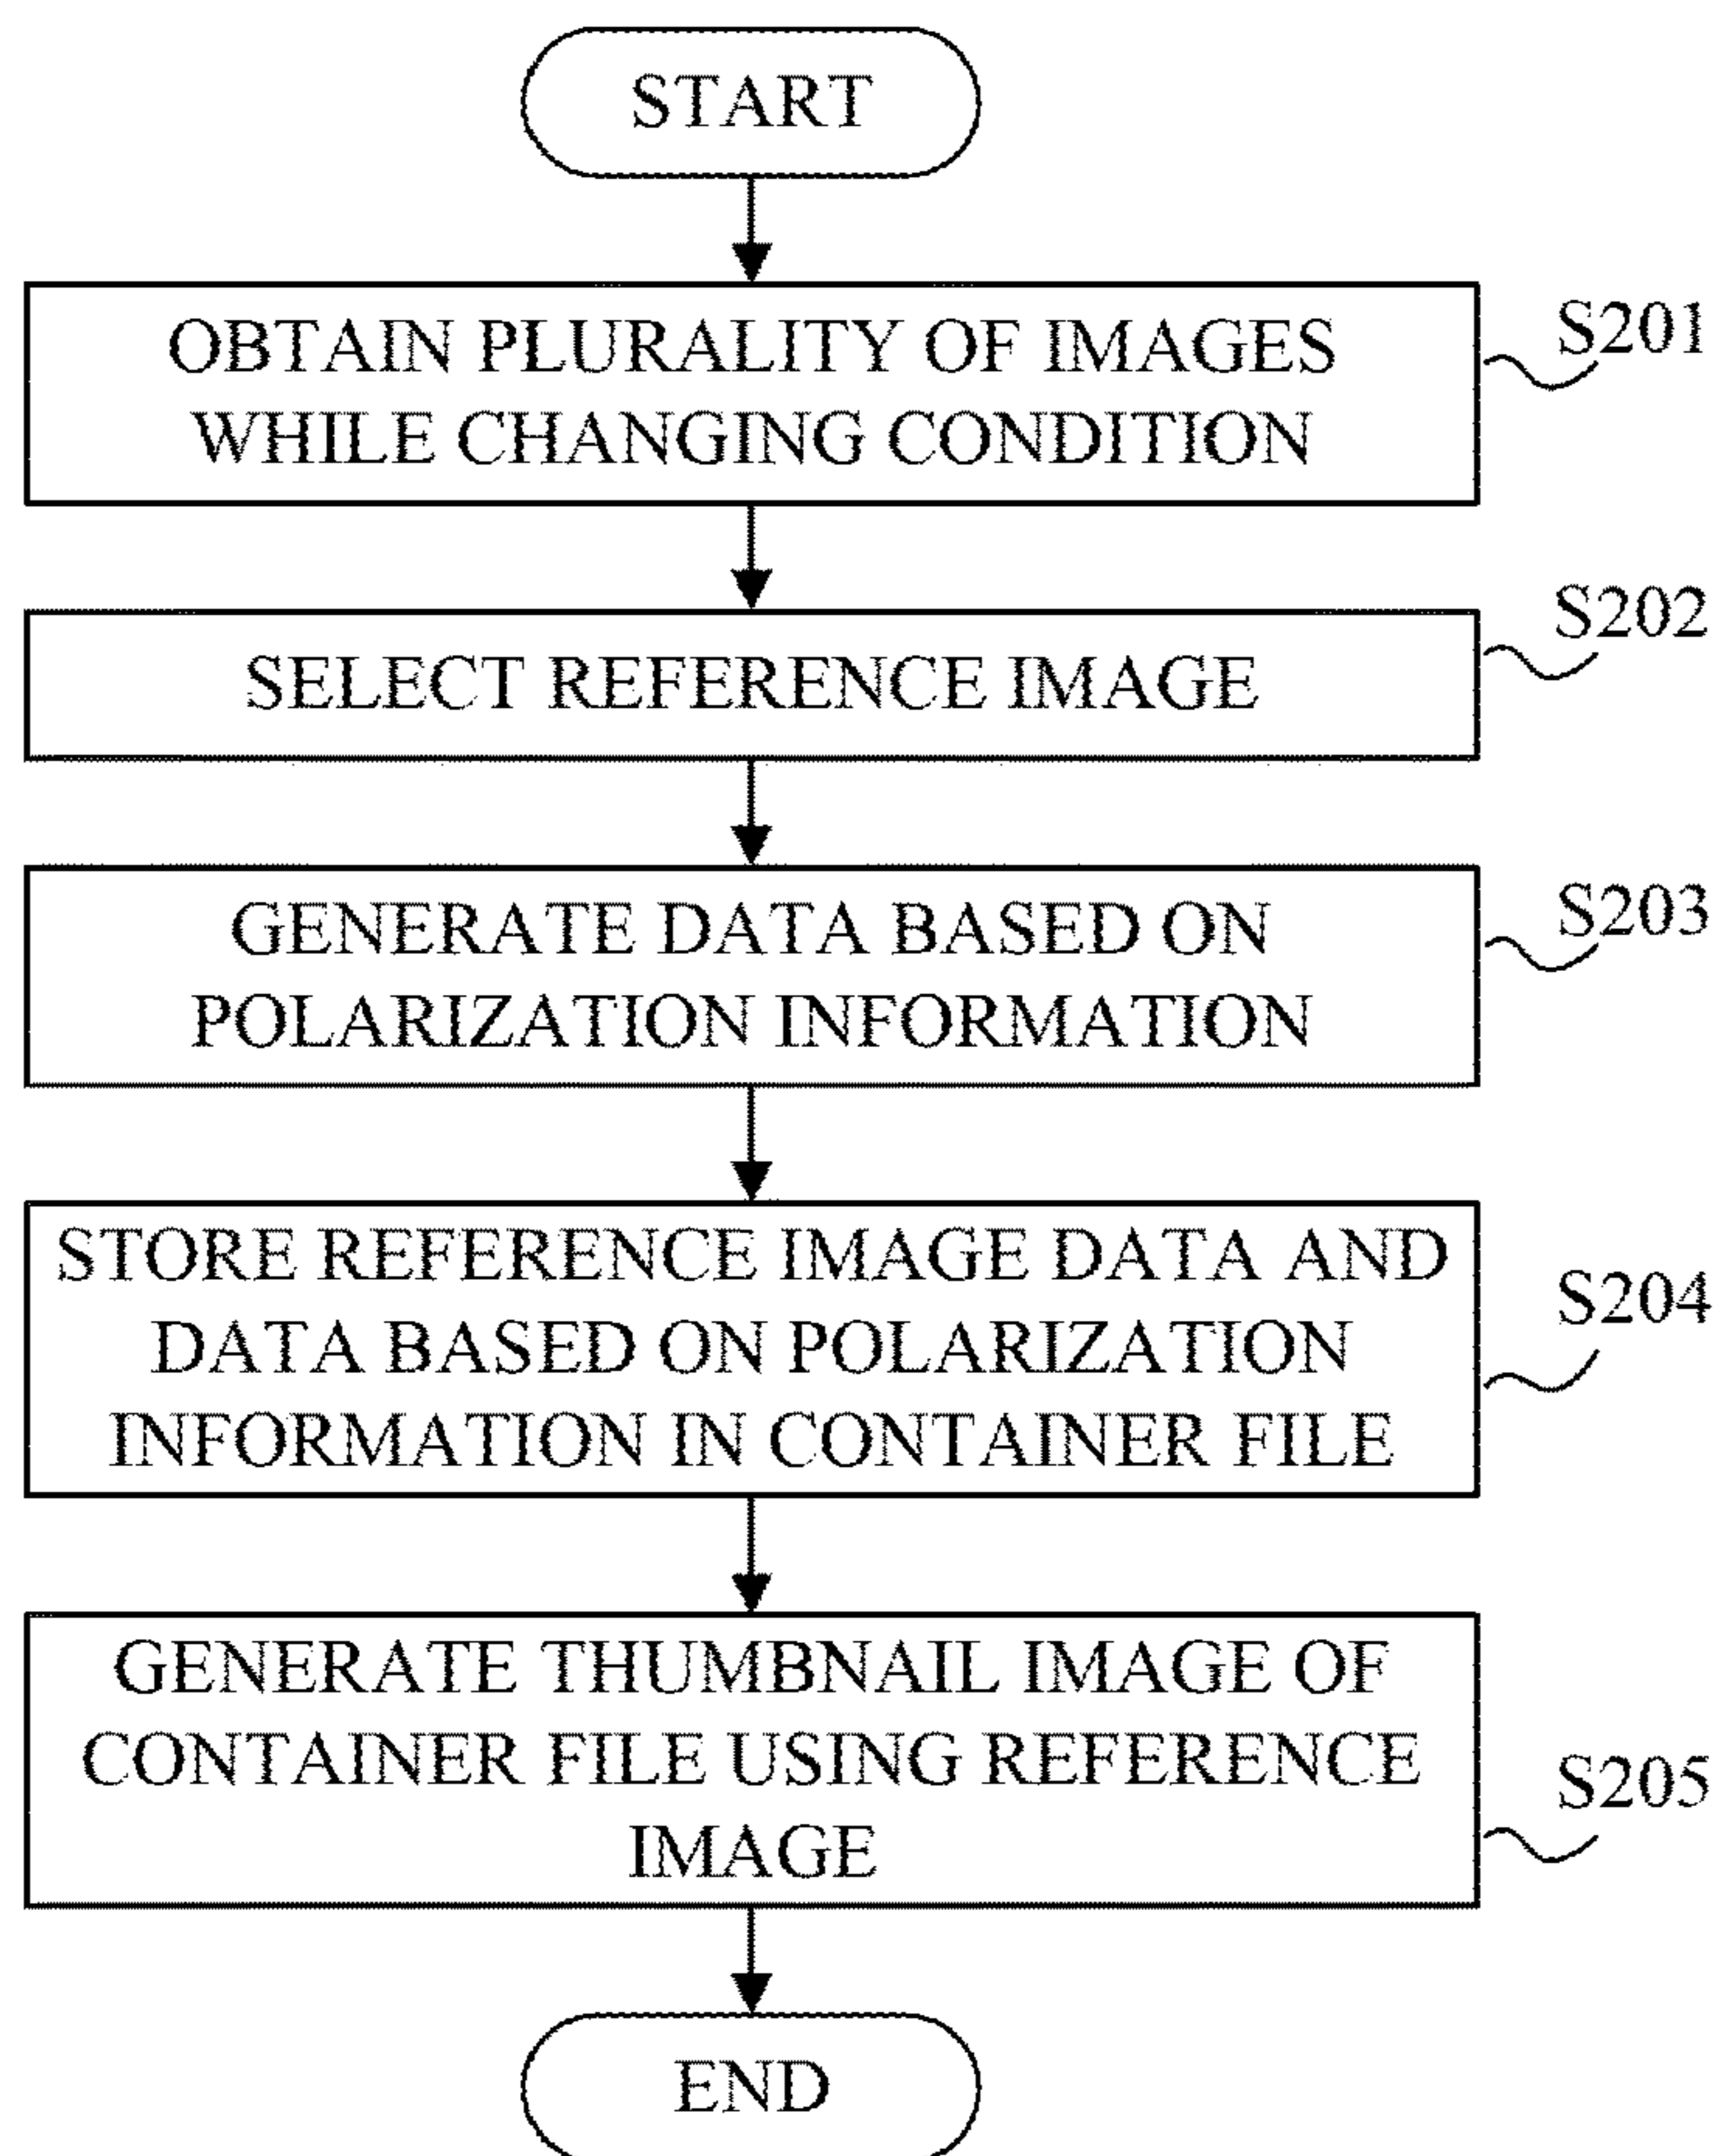 START
OBTAIN PLURALITY OF IMAGES
WHILE CHANGING CONDITION
S201
SELECT REFERENCE IMAGE
S202
GENERATE DATA BASED ON
POLARIZATION INFORMATION
S203
STORE REFERENCE IMAGE DATA AND
DATA BASED ON POLARIZATION
INFORMATION IN CONTAINER FILE
S204
GENERATE THUMBNAIL IMAGE OF
CONTAINER FILE USING REFERENCE
IMAGE
S205
END